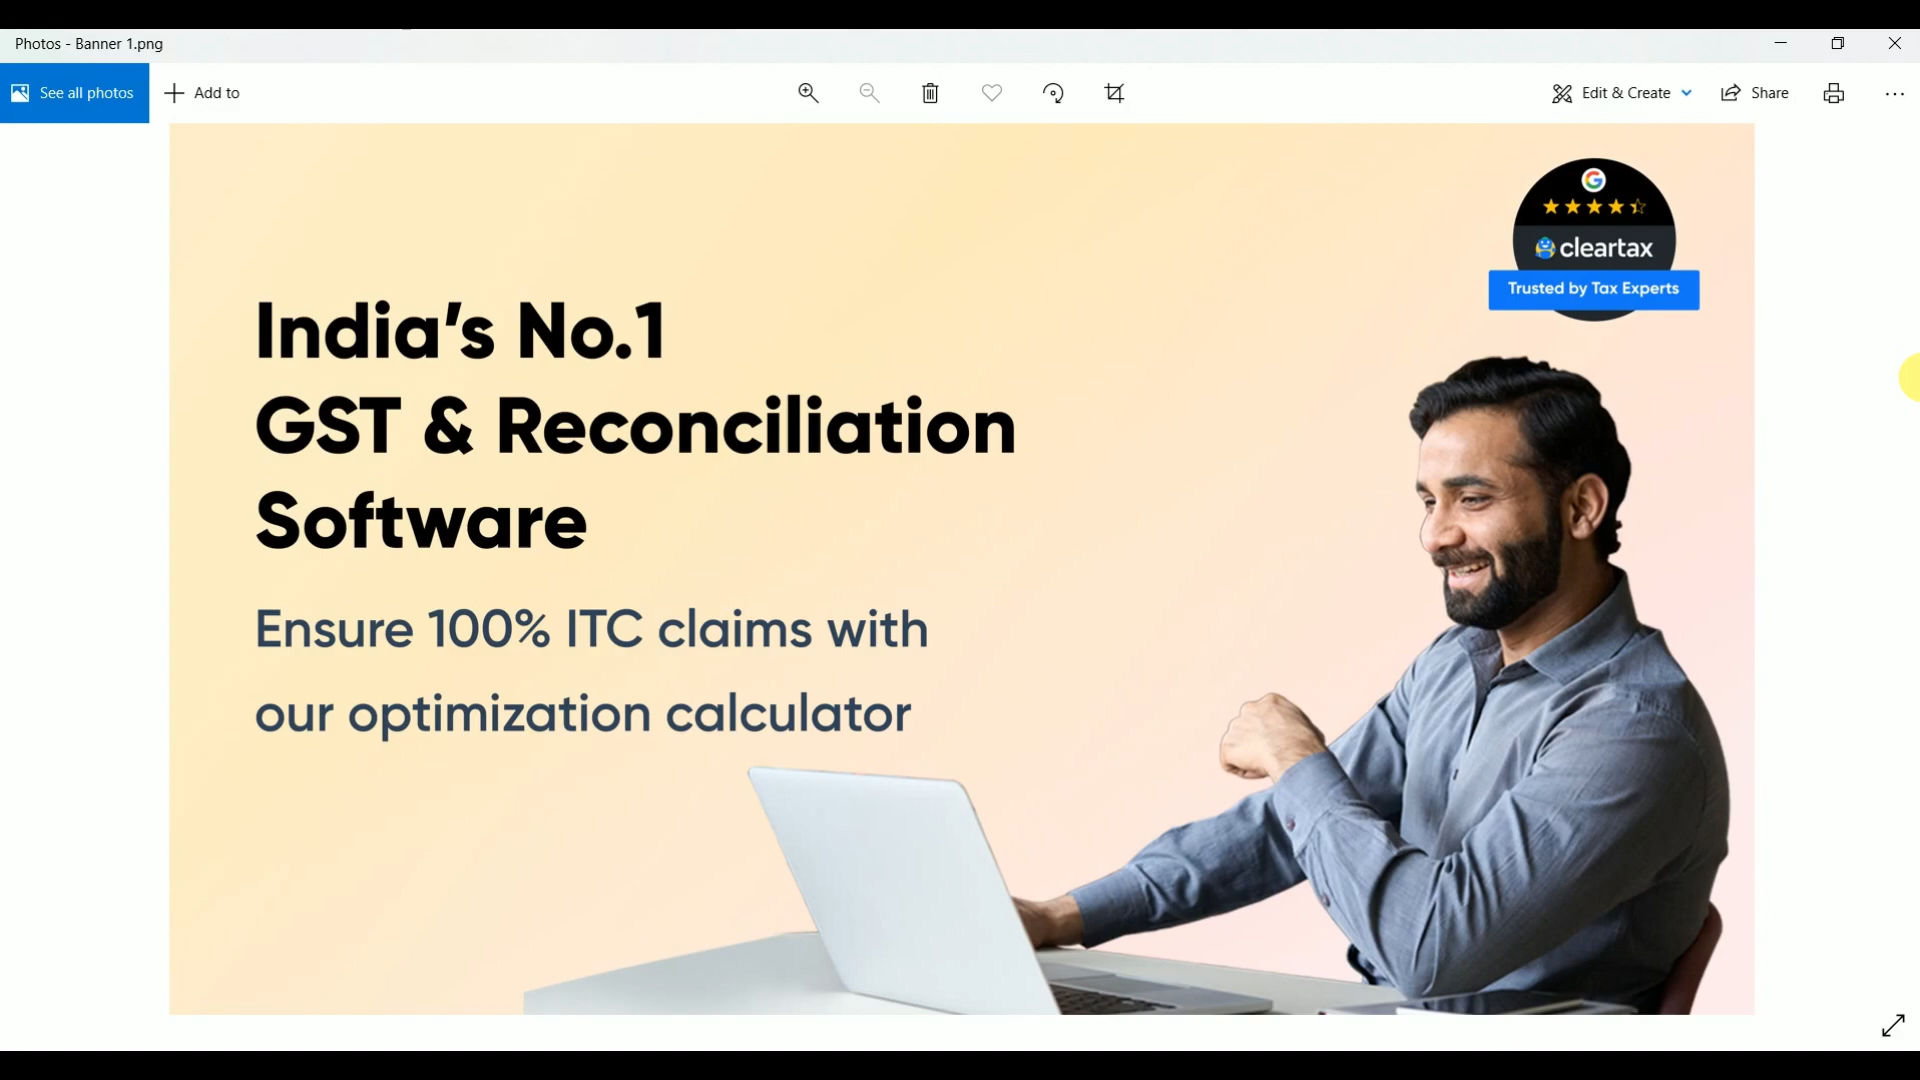 Photos - Banner 1.png
See all photos
Add to
Edit & Create
Share
cleartax
Trusted by Tax Experts
India's No.1
GST & Reconciliation
Software
Ensure 100% ITC claims with
our optimization calculator